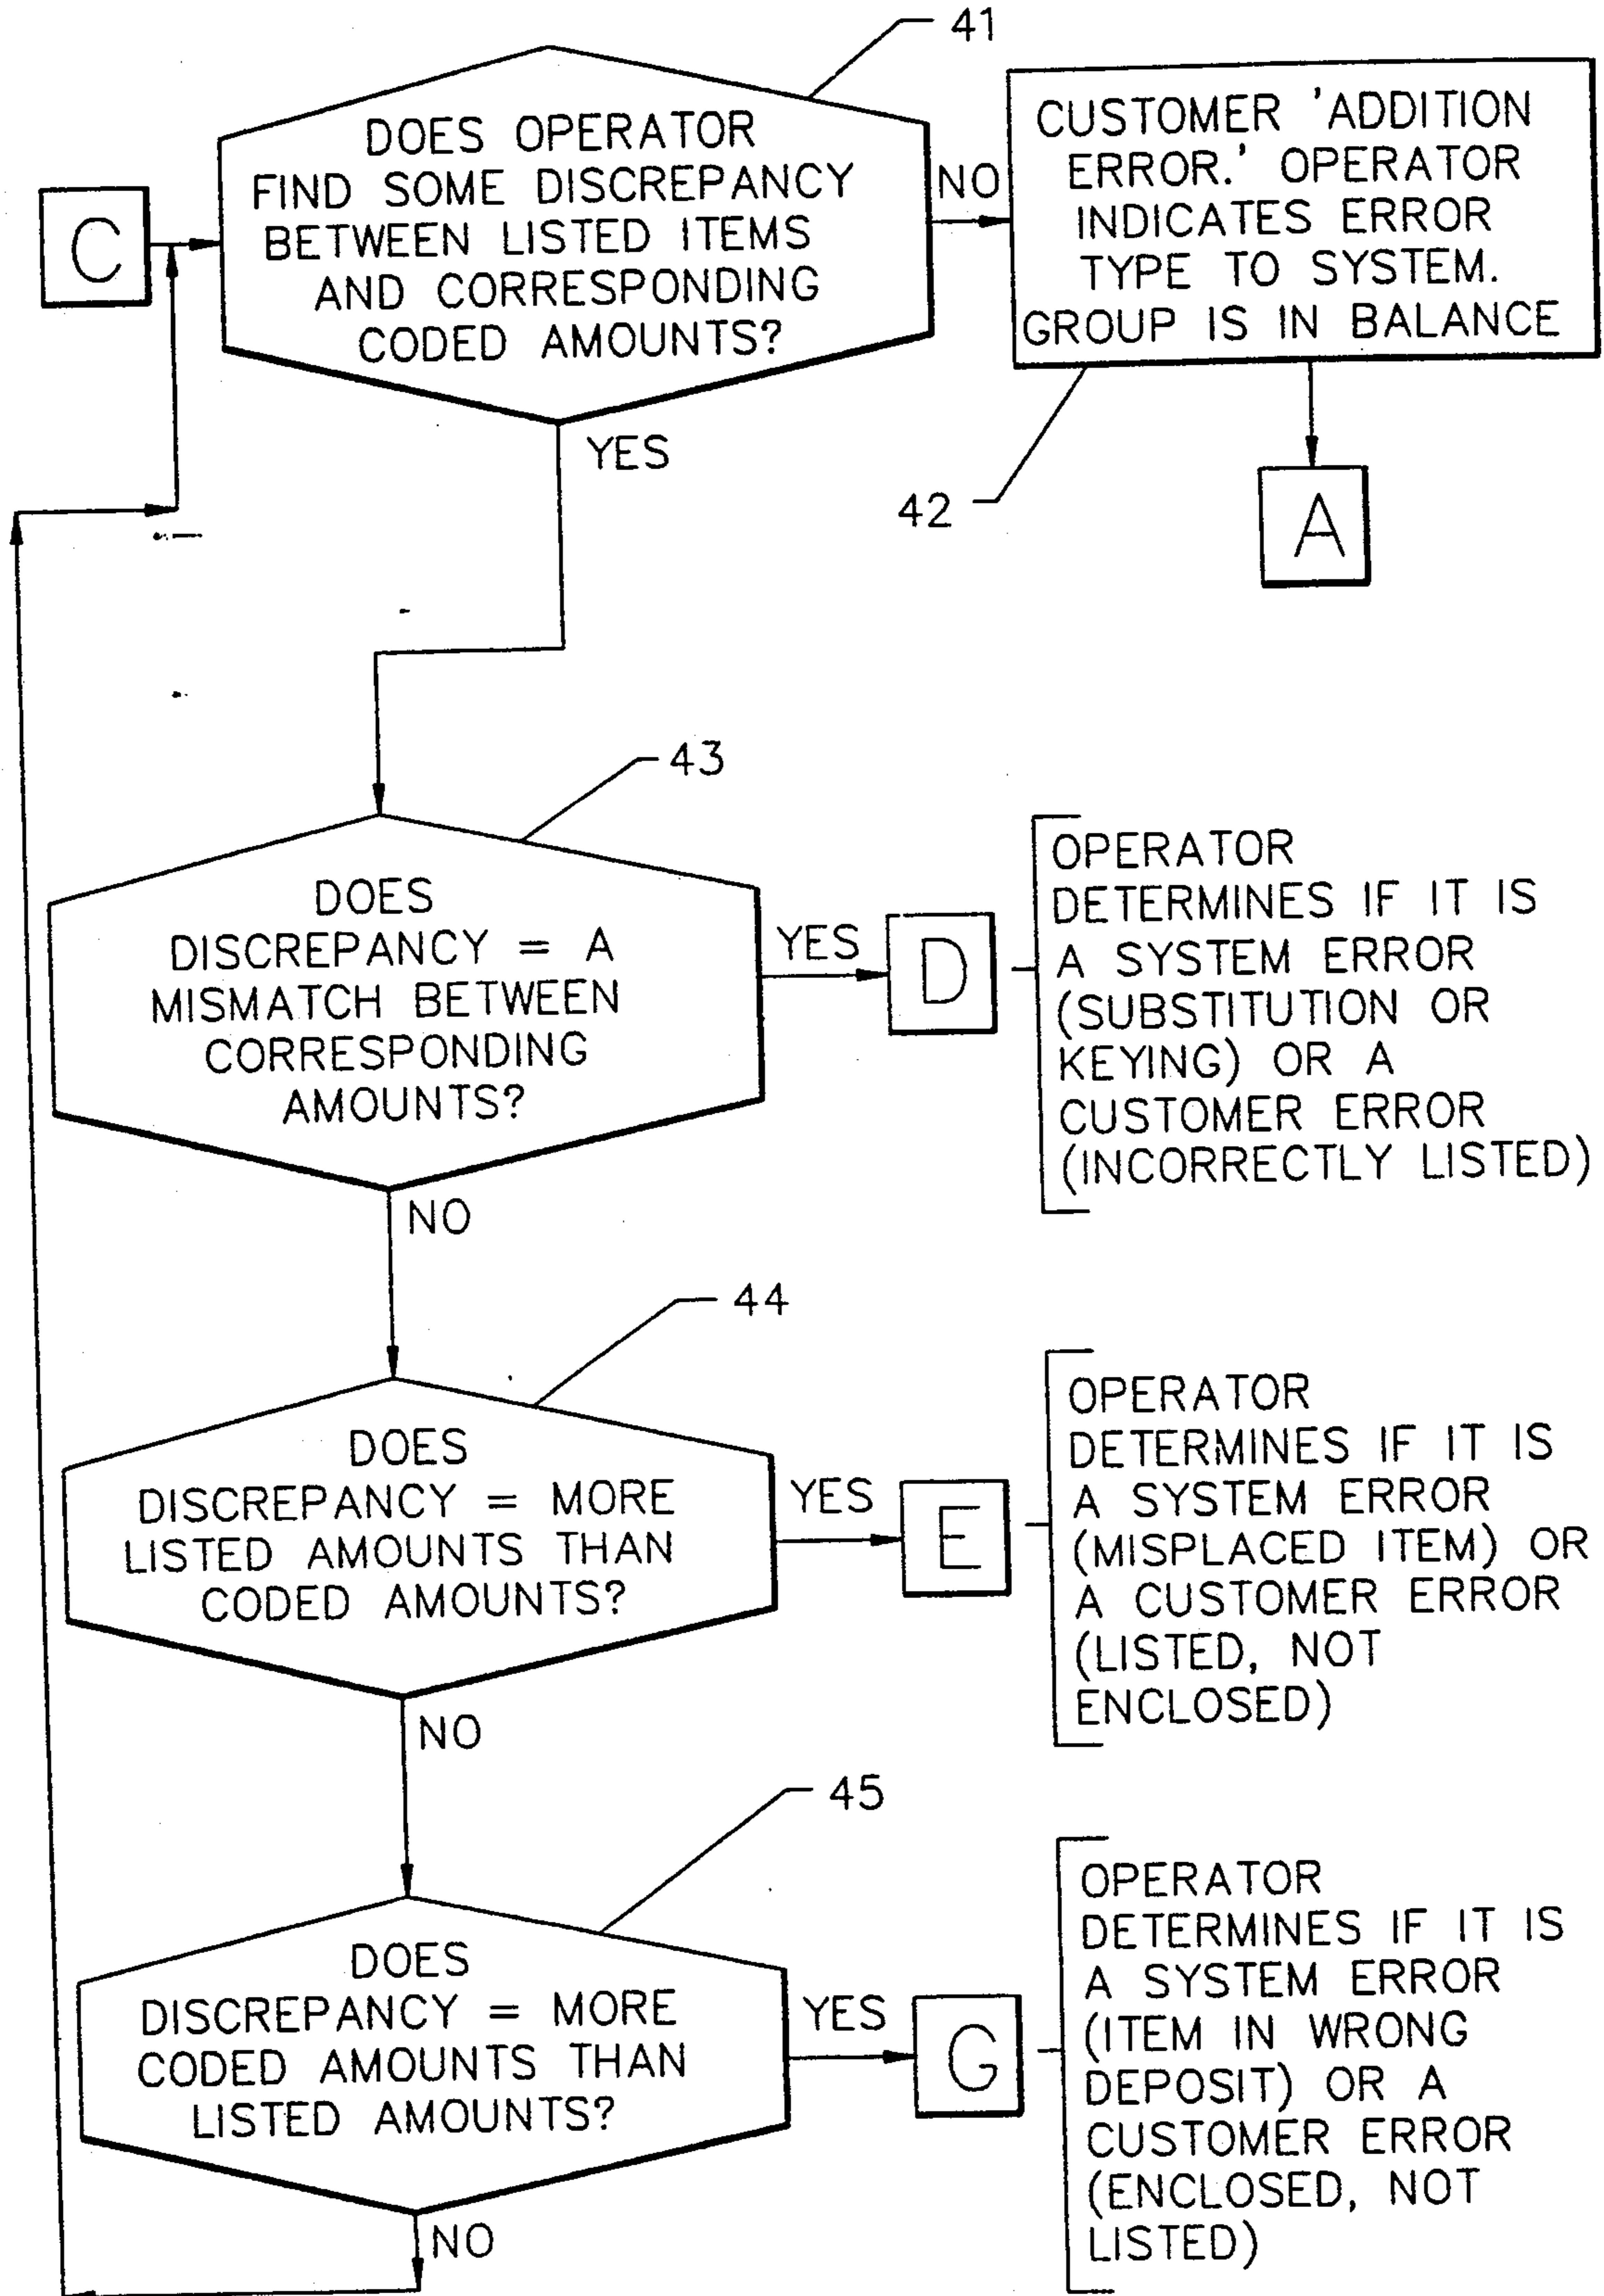 41
DOES OPERATOR
FIND SOME DISCREPANCY
BETWEEN LISTED ITEMS
AND CORRESPONDING
CODED AMOUNTS?
C
NO
CUSTOMER 'ADDITION
ERROR.' OPERATOR
INDICATES ERROR
TYPE TO SYSTEM.
GROUP IS IN BALANCE
YES
42
A
43
DOES
DISCREPANCY = A
MISMATCH BETWEEN
CORRESPONDING
AMOUNTS?
YES
D
OPERATOR
DETERMINES IF IT IS
A SYSTEM ERROR
(SUBSTITUTION OR
KEYING) OR A
CUSTOMER ERROR
(INCORRECTLY LISTED)
NO
44
DOES
DISCREPANCY = MORE
LISTED AMOUNTS THAN
CODED AMOUNTS?
YES
E
OPERATOR
DETERMINES IF IT IS
A SYSTEM ERROR
(MISPLACED ITEM) OR
A CUSTOMER ERROR
(LISTED, NOT
ENCLOSED)
NO
45
DOES
DISCREPANCY = MORE
CODED AMOUNTS THAN
LISTED AMOUNTS?
YES
G
OPERATOR
DETERMINES IF IT IS
A SYSTEM ERROR
(ITEM IN WRONG
DEPOSIT) OR A
CUSTOMER ERROR
(ENCLOSED, NOT
LISTED)
NO